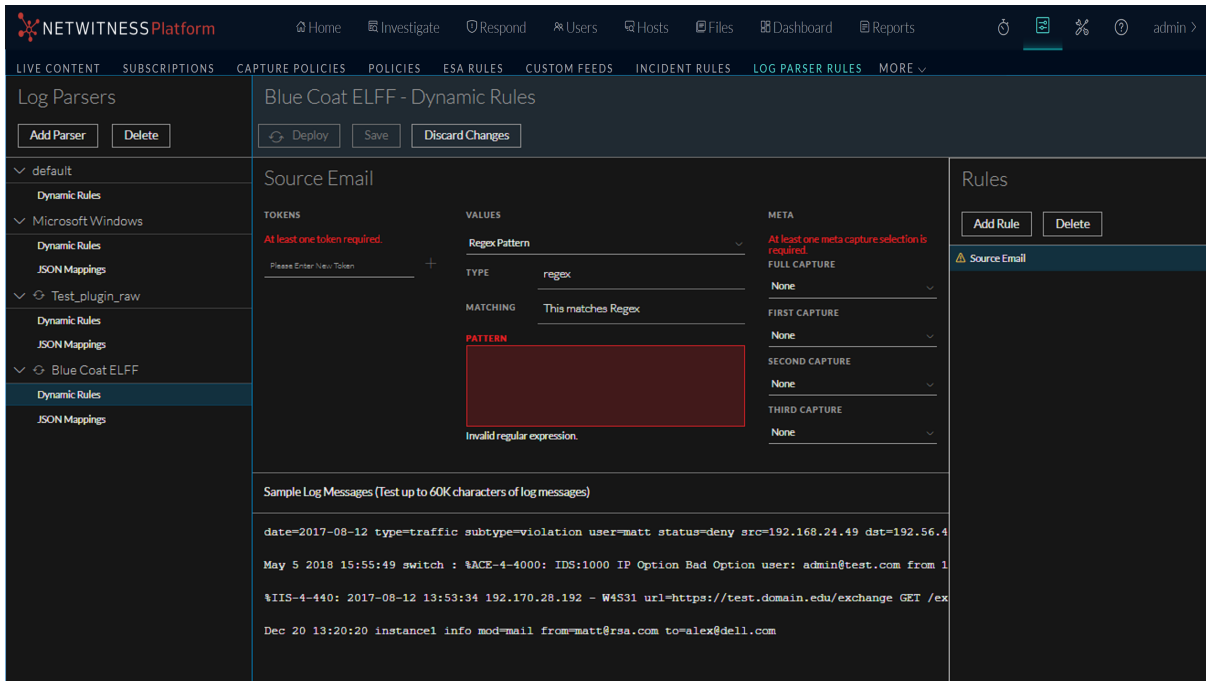 NETWITNESS Platform
Home Investigate Respond Users Hosts Files Dashboard Reports admin
LIVE CONTENT SUBSCRIPTIONS CAPTURE POLICIES POLICIES ESA RULES CUSTOM FEEDS INCIDENT RULES LOG PARSER RULES MORE
Log Parsers
Add Parser Delete
default
Dynamic Rules
Microsoft Windows
Dynamic Rules
JSON Mappings
Test_plugin_raw
Dynamic Rules
JSON Mappings
Blue Coat ELFF
Dynamic Rules
JSON Mappings
Blue Coat ELFF - Dynamic Rules
Deploy Save Discard Changes
Source Email
TOKENS
At least one token required.
Please Enter New Token
VALUES
Regex Pattern
TYPE regex
MATCHING This matches Regex
PATTERN
Invalid regular expression.
META
At least one meta capture selection is
required.
FULL CAPTURE
None
FIRST CAPTURE
None
SECOND CAPTURE
None
THIRD CAPTURE
None
Sample Log Messages (Test up to 60K characters of log messages)
date=2017-08-12 type=traffic subtype=violation user=matt status=deny src=192.168.24.49 dst=192.56.4
May 5 2018 15:55:49 switch : %ACE-4-4000: IDS:1000 IP Option Bad Option user: admin@test.com from 1
%IIS-4-440: 2017-08-12 13:53:34 192.170.28.192 - W4S31 url=https://test.domain.edu/exchange GET /ex
Dec 20 13:20:20 instance1 info mod=mail from=matt@rsa.com to=alex@dell.com
Rules
Add Rule Delete
Source Email